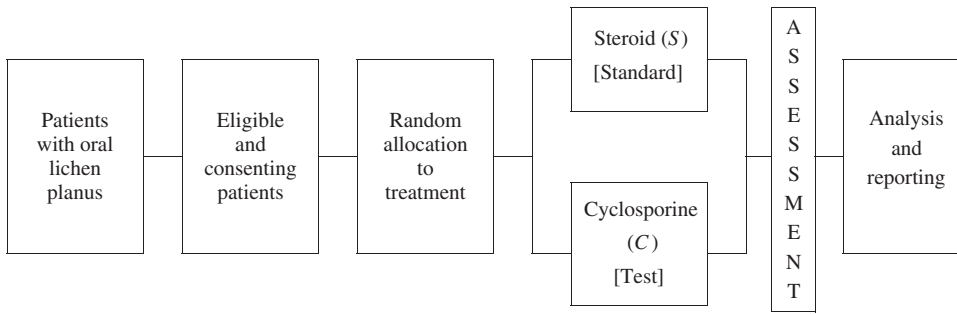 Patients
with oral
lichen
planus
Eligible
and
consenting
patients
Random
allocation
to
treatment
Steroid (S)
[Standard]
Cyclosporine
(C)
[Test]
A
S
S
E
S
S
M
E
N
T
Analysis
and
reporting